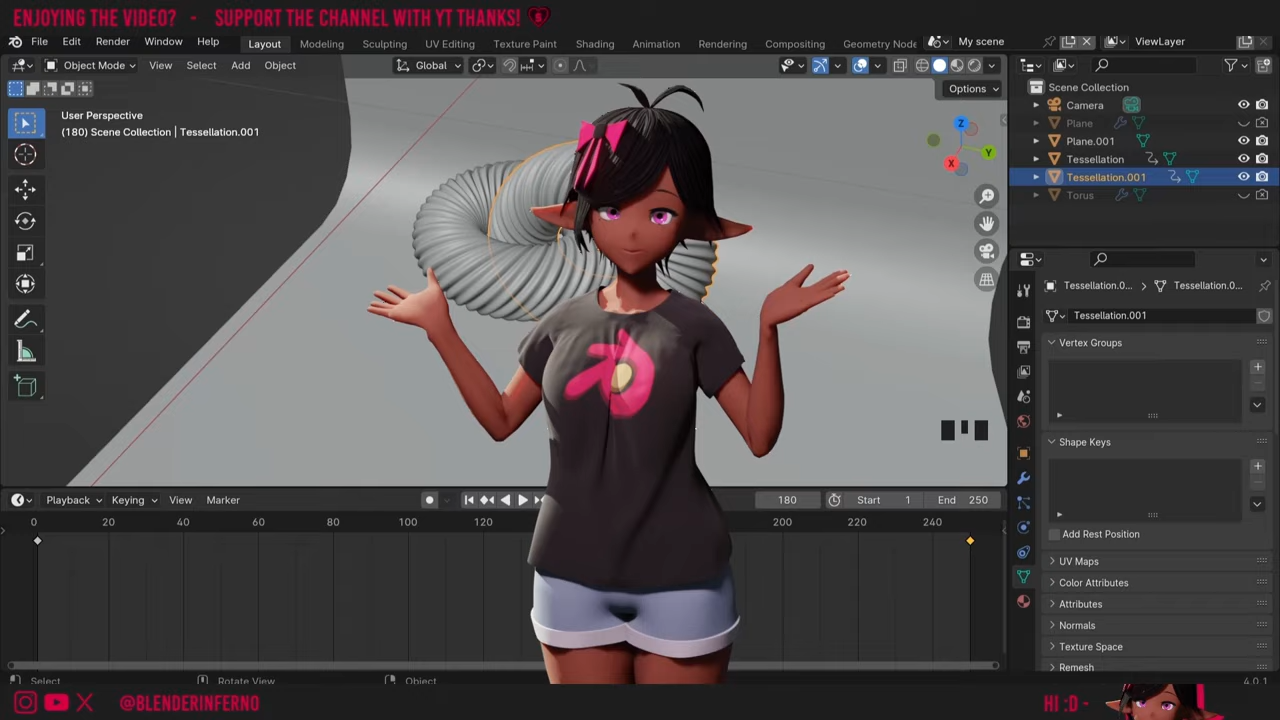 ENJOYING THE VIDEO? - SUPPORT THE CHANNEL WITH YT THANKS!
File Edit Render Window Help Layout Modeling Sculpting UV Editing Texture Paint Shading Animation Rendering Compositing Geometry Node My scene ViewLayer
Object Mode View Select Add Object Global
Options
User Perspective
(180) Scene Collection | Tessellation.001
Z
Y
X
Scene Collection
Camera
Plane
Plane.001
Tessellation
Tessellation.001
Torus
Tessellation.0... > Tessellation.0...
Tessellation.001
Vertex Groups
Shape Keys
Add Rest Position
UV Maps
Color Attributes
Attributes
Normals
Texture Space
Remesh
Playback Keying View Marker 180 Start 1 End 250
0 20 40 60 80 100 120 200 220 240
Select Rotate View Object 4.0.1
@BLENDERINFERNO
HI :D -